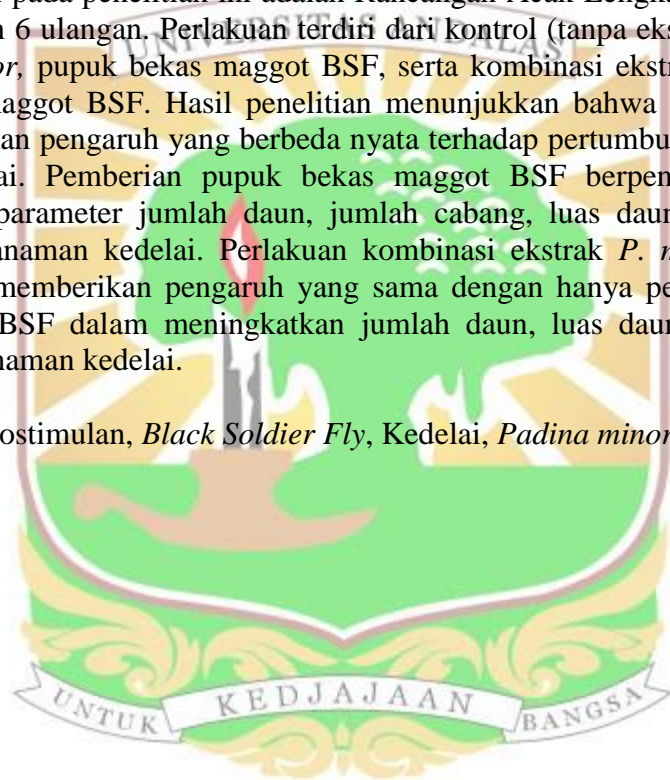 pada penelitian ini adalah Rancangan Acak Lengka
6 ulangan. Perlakuan terdiri dari kontrol (tanpa eks
UNIVERSITAS ANDALAS
or, pupuk bekas maggot BSF, serta kombinasi ekstr
maggot BSF. Hasil penelitian menunjukkan bahwa
an pengaruh yang berbeda nyata terhadap pertumbu
ai. Pemberian pupuk bekas maggot BSF berpen
parameter jumlah daun, jumlah cabang, luas daun
anaman kedelai. Perlakuan kombinasi ekstrak P. n
memberikan pengaruh yang sama dengan hanya pe
BSF dalam meningkatkan jumlah daun, luas daun
naman kedelai.
ostimulan, Black Soldier Fly, Kedelai, Padina minor
UNTUK KEDJAJAAN BANGSA